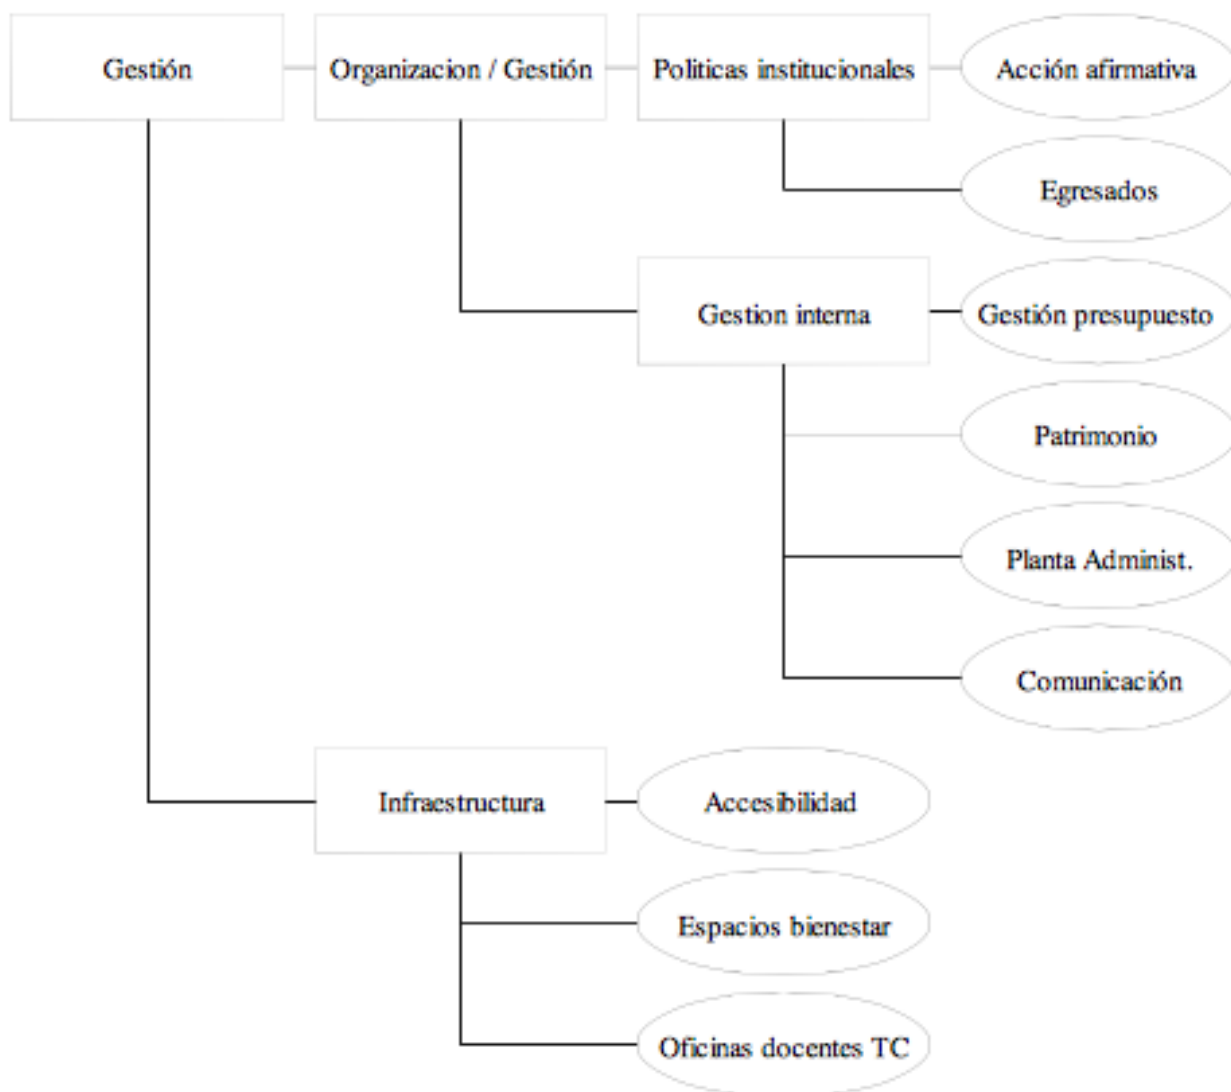 Gestión
Organizacion / Gestión
Politicas institucionales
Acción afirmativa
Egresados
Gestion interna
Gestión presupuesto
Patrimonio
Planta Administ.
Comunicación
Infraestructura
Accesibilidad
Espacios bienestar
Oficinas docentes TC